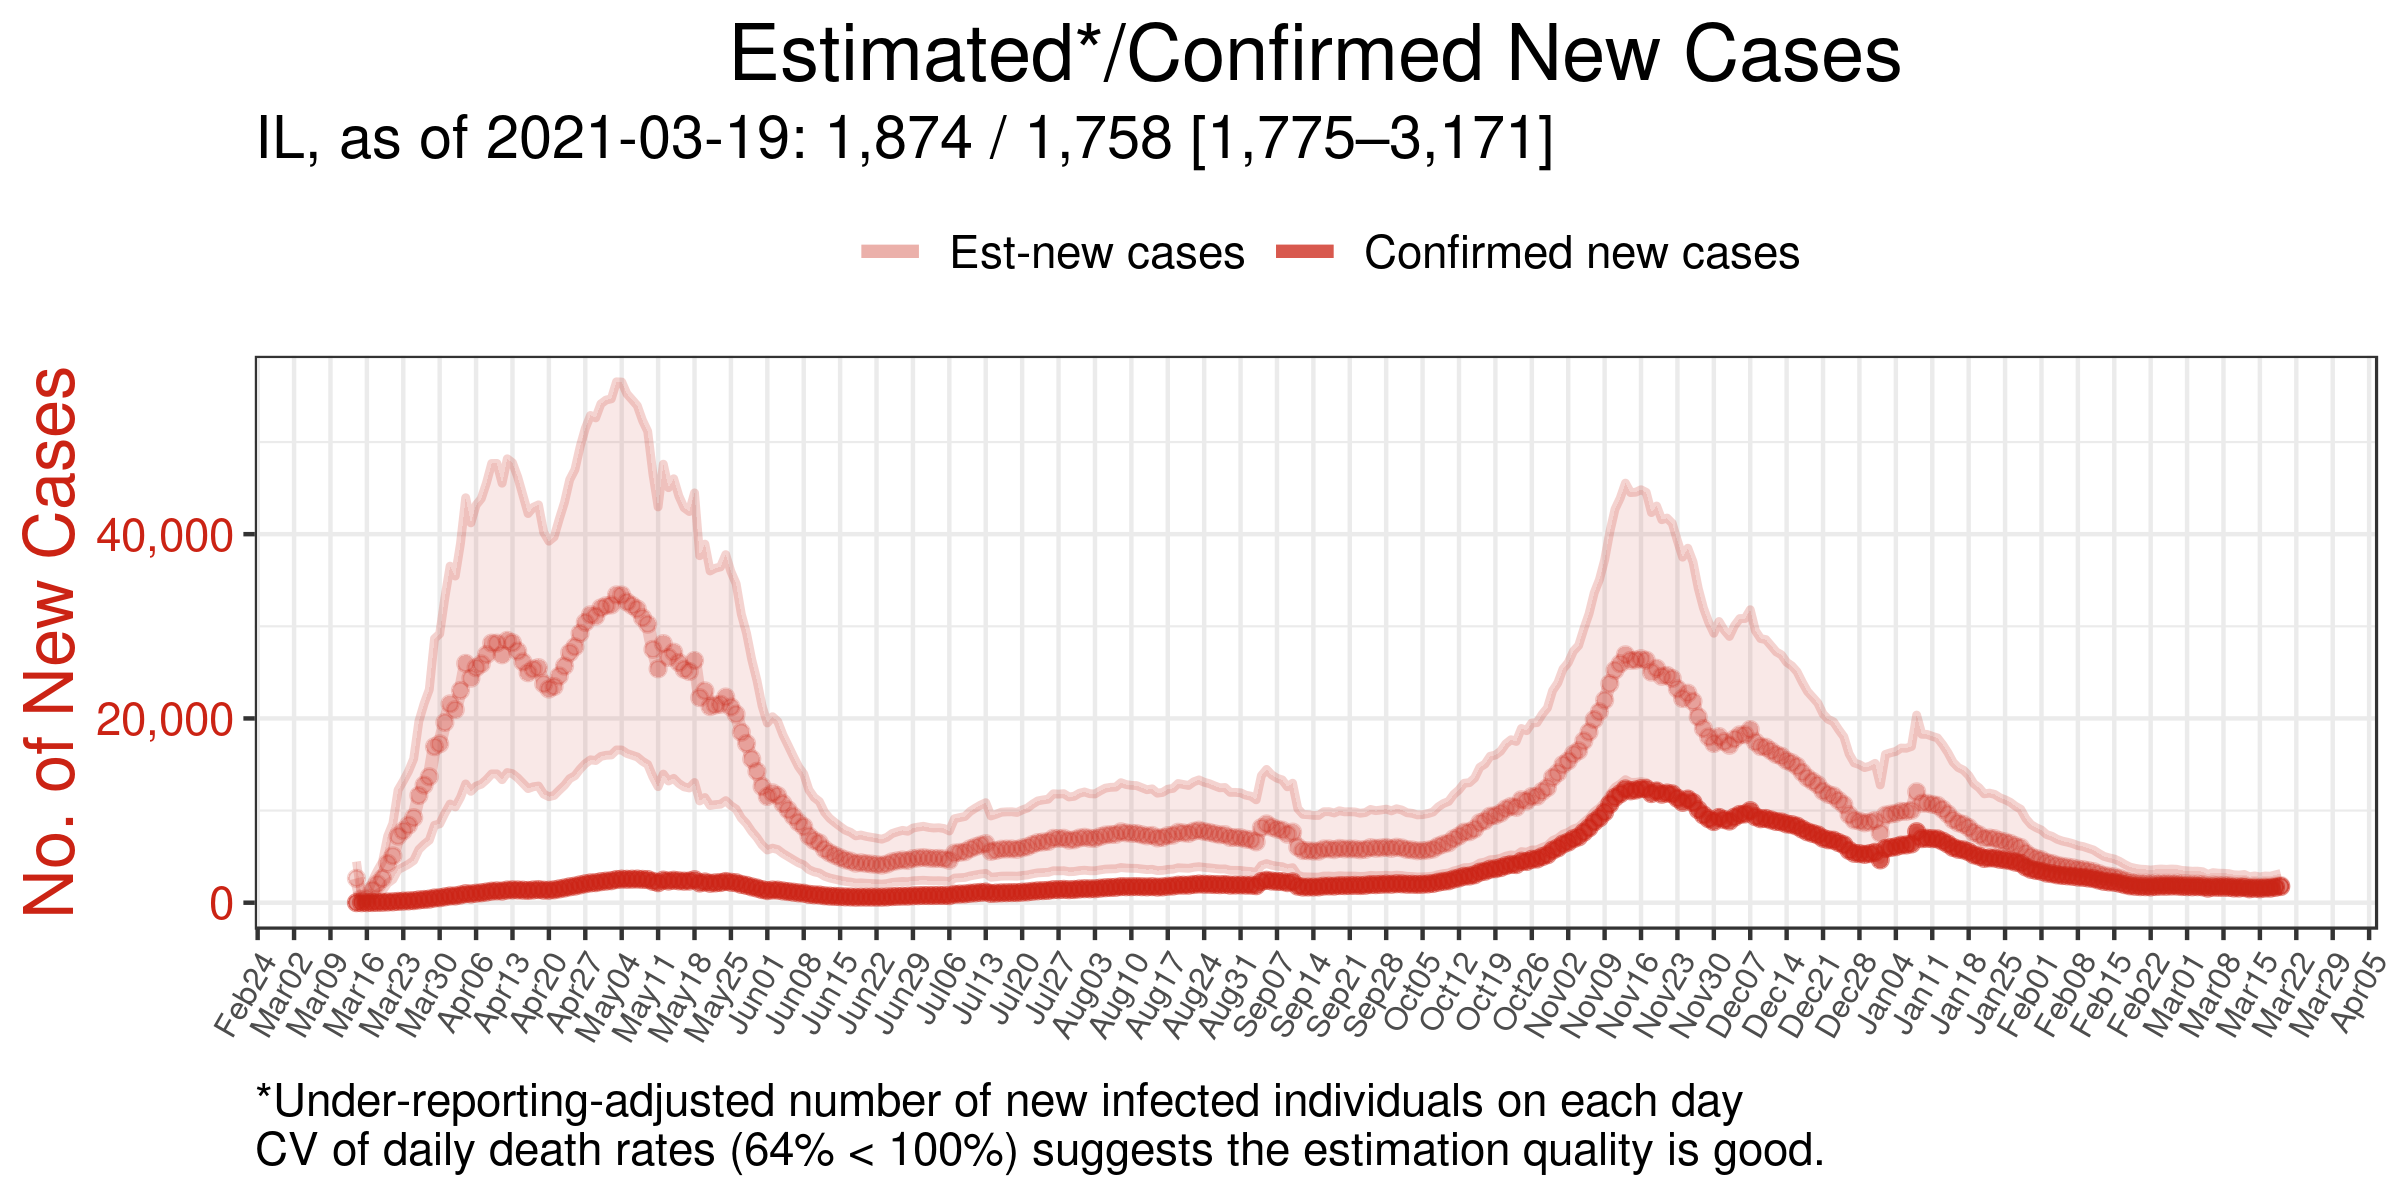 Estimated*/Confirmed New Cases
IL, as of 2021-03-19: 1,874 / 1,758 [1,775–3,171]
Est-new cases Confirmed new cases
No. of New Cases
40,000
20,000
0
Feb24 Mar02 Mar09 Mar16 Mar23 Mar30 Apr06 Apr13 Apr20 Apr27 May04 May11 May18 May25 Jun01 Jun08 Jun15 Jun22 Jun29 Jul06 Jul13 Jul20 Jul27 Aug03 Aug10 Aug17 Aug24 Aug31 Sep07 Sep14 Sep21 Sep28 Oct05 Oct12 Oct19 Oct26 Nov02 Nov09 Nov16 Nov23 Nov30 Dec07 Dec14 Dec21 Dec28 Jan04 Jan11 Jan18 Jan25 Feb01 Feb08 Feb15 Feb22 Mar01 Mar08 Mar15 Mar22 Mar29 Apr05
*Under-reporting-adjusted number of new infected individuals on each day
CV of daily death rates (64% < 100%) suggests the estimation quality is good.